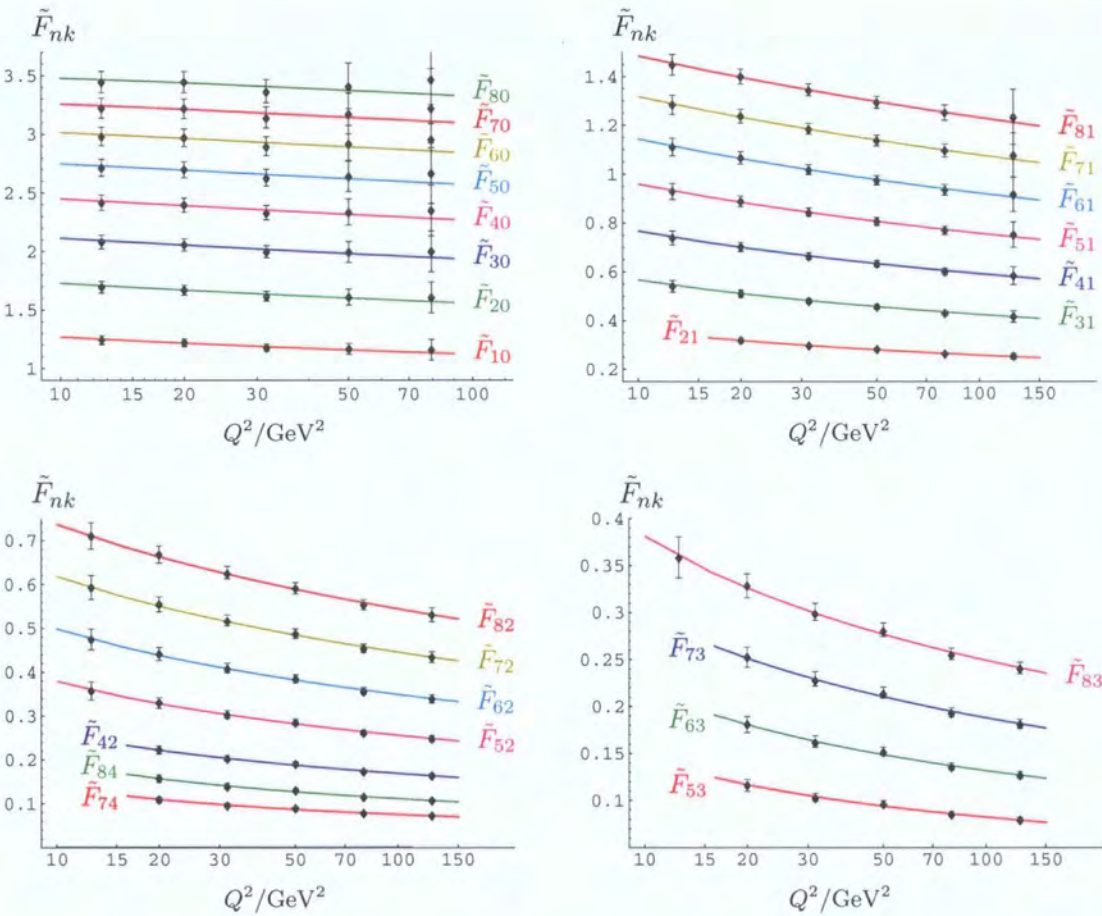 F̃nk
3.5
3
2.5
2
1.5
1
F̃80
F̃70
F̃60
F̃50
F̃40
F̃30
F̃20
F̃10
10 15 20 30 50 70 100
Q²/GeV²
F̃nk
1.4
1.2
1
0.8
0.6
0.4
0.2
F̃81
F̃71
F̃61
F̃51
F̃41
F̃31
F̃21
10 15 20 30 50 70 100 150
Q²/GeV²
F̃nk
0.7
0.6
0.5
0.4
0.3
0.2
0.1
F̃82
F̃72
F̃62
F̃52
F̃42
F̃84
F̃74
10 15 20 30 50 70 100 150
Q²/GeV²
F̃nk
0.4
0.35
0.3
0.25
0.2
0.15
0.1
F̃83
F̃73
F̃63
F̃53
10 15 20 30 50 70 100 150
Q²/GeV²